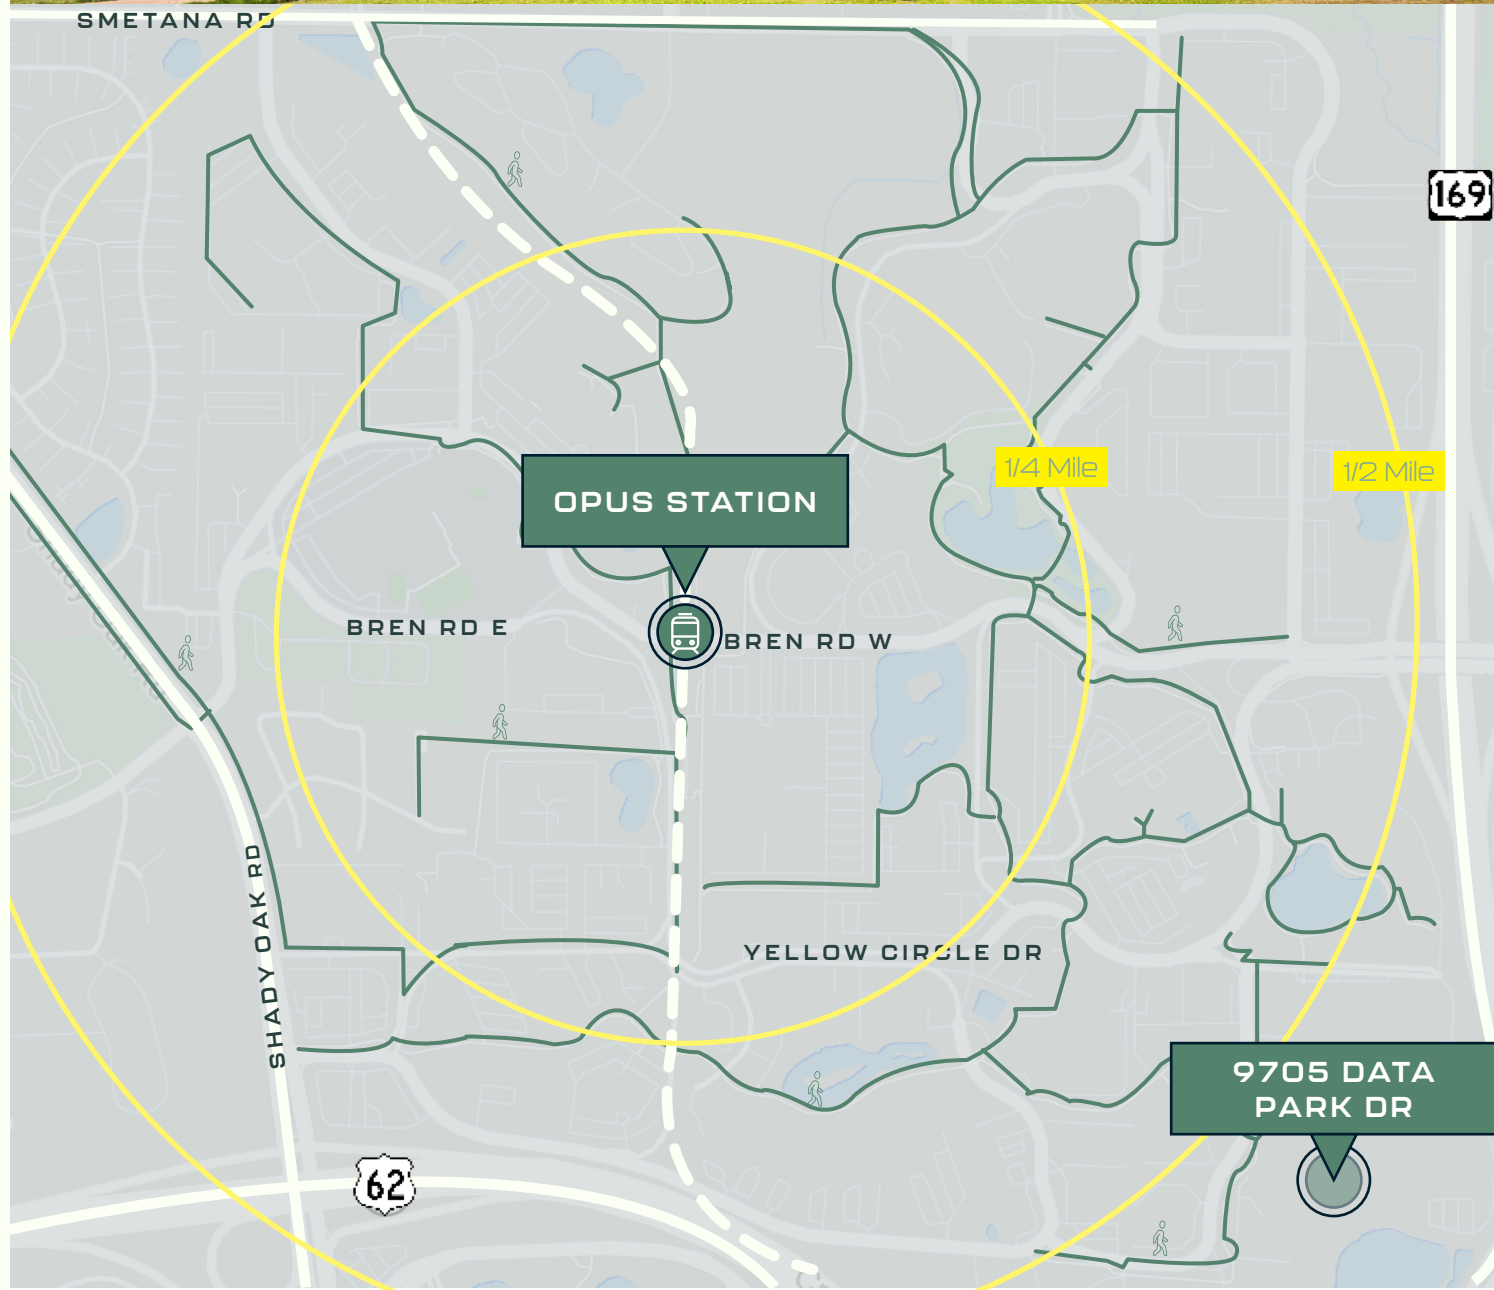 SMETANA RD
169
1/4 Mile
1/2 Mile
OPUS STATION
BREN RD E
BREN RD W
SHADY OAK RD
YELLOW CIRCLE DR
9705 DATA
PARK DR
62